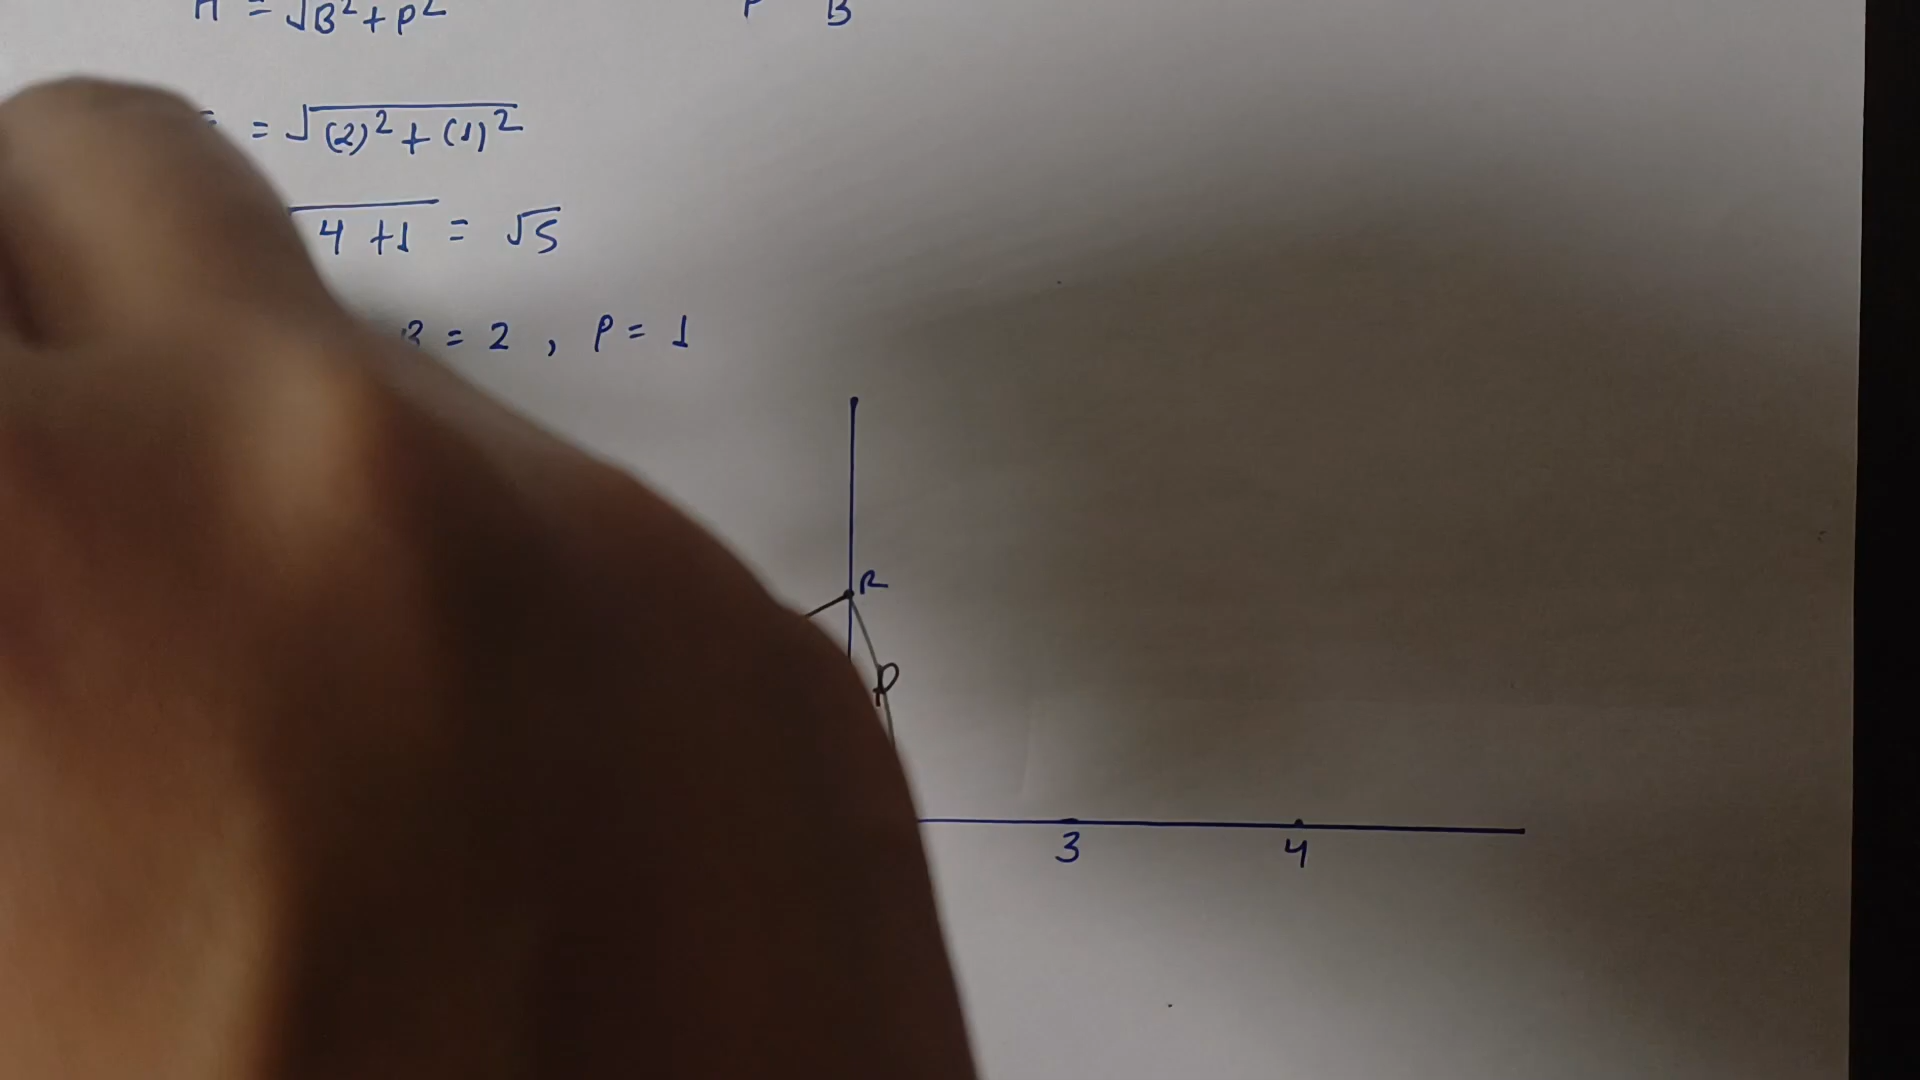 H = √B²+P²
P B
= √(2)²+(1)²
4+1 = √5
B = 2, P = 1
R
P
3 4